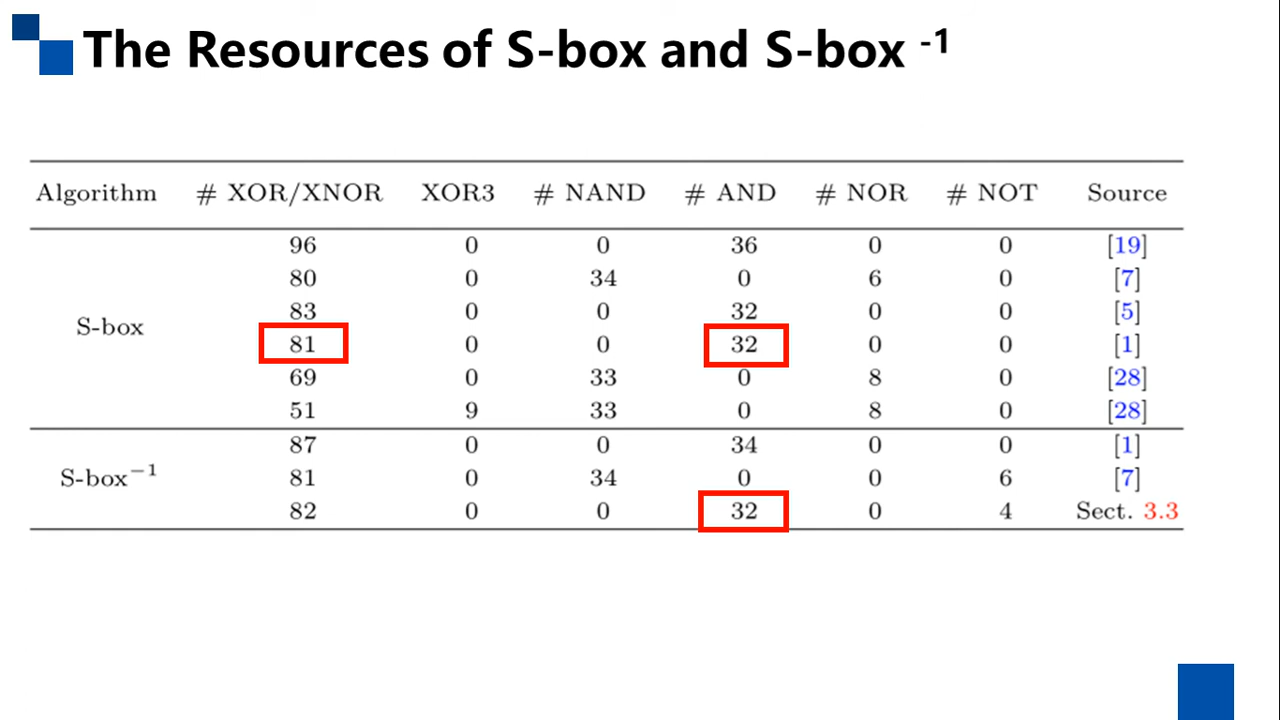 The Resources of S-box and S-box -1
Algorithm # XOR/XNOR XOR3 # NAND # AND # NOR # NOT Source
96 0 0 36 0 0 [19]
80 0 34 0 6 0 [7]
83 0 0 32 0 0 [5]
S-box
81 0 0 32 0 0 [1]
69 0 33 0 8 0 [28]
51 9 33 0 8 0 [28]
87 0 0 34 0 0 [1]
S-box−1 81 0 34 0 0 6 [7]
82 0 0 32 0 4 Sect. 3.3